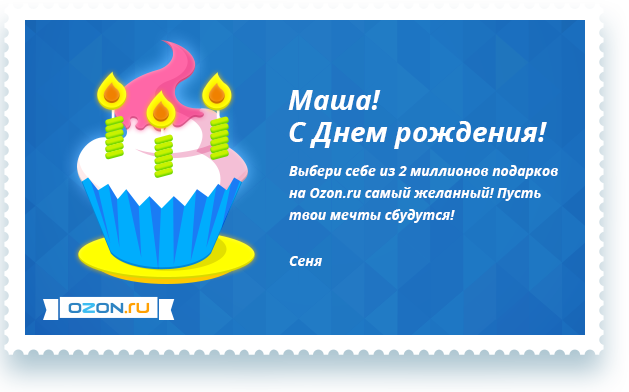 Маша!
С Днем рождения!
Выбери себе из 2 миллионов подарков
на Ozon.ru самый желанный! Пусть
твои мечты сбудутся!
Сеня
OZON.ru